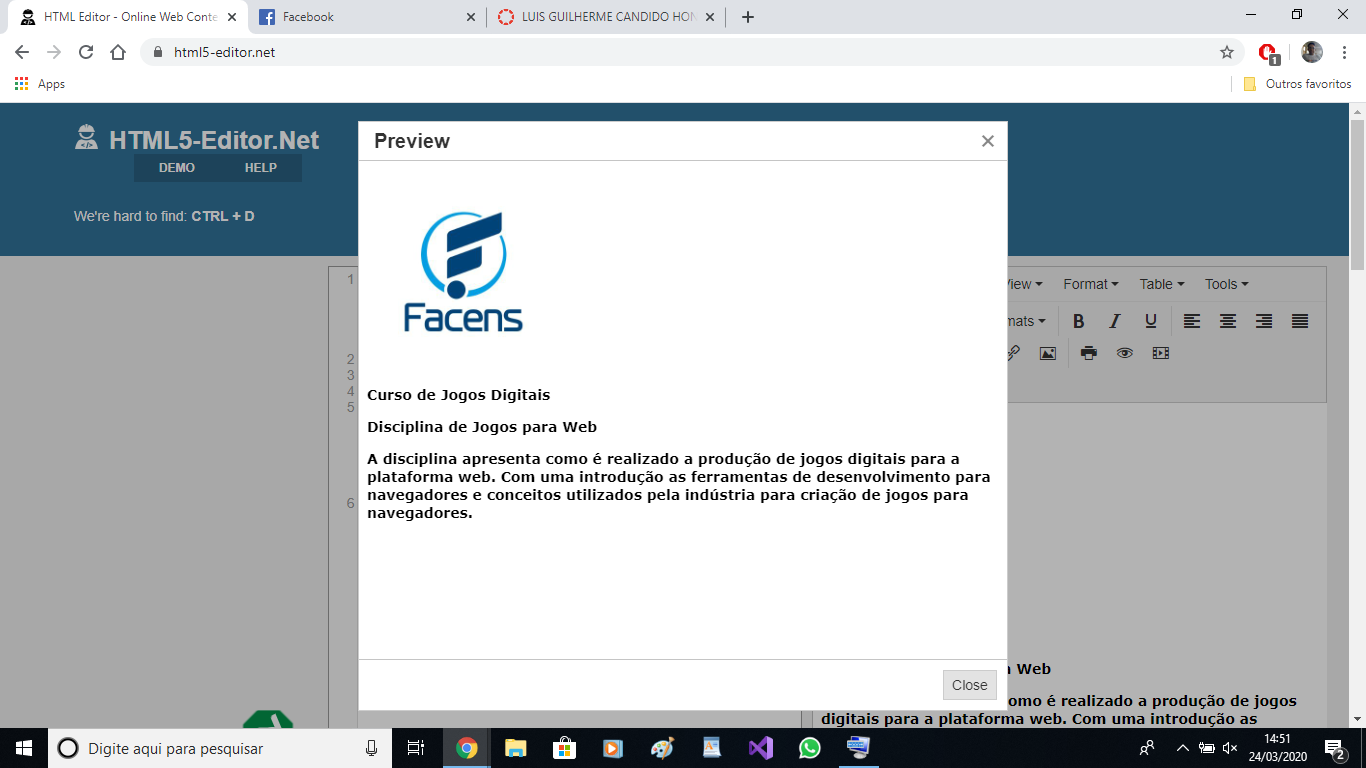 HTML Editor - Online Web Conte
Facebook
LUIS GUILHERME CANDIDO HON
html5-editor.net
1
Apps
Outros favoritos
HTML5-Editor.Net
DEMO HELP
We're hard to find: CTRL + D
Preview
Facens
Curso de Jogos Digitais
Disciplina de Jogos para Web
A disciplina apresenta como é realizado a produção de jogos digitais para a
plataforma web. Com uma introdução as ferramentas de desenvolvimento para
navegadores e conceitos utilizados pela indústria para criação de jogos para
navegadores.
Close
1
2
3
4
5
6
View Format Table Tools
mats B I U
a Web
omo é realizado a produção de jogos
digitais para a plataforma web. Com uma introdução as
Digite aqui para pesquisar
14:51
24/03/2020
2